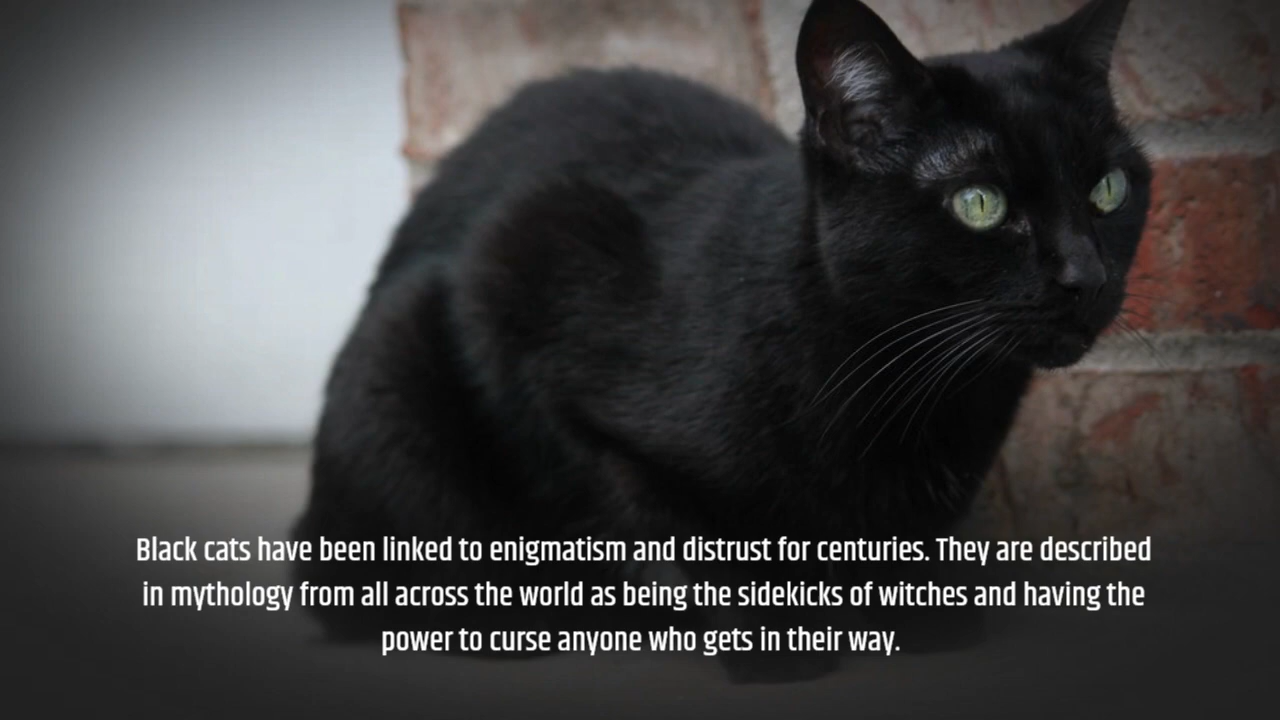 Black cats have been linked to enigmatism and distrust for centuries. They are described
in mythology from all across the world as being the sidekicks of witches and having the
power to curse anyone who gets in their way.